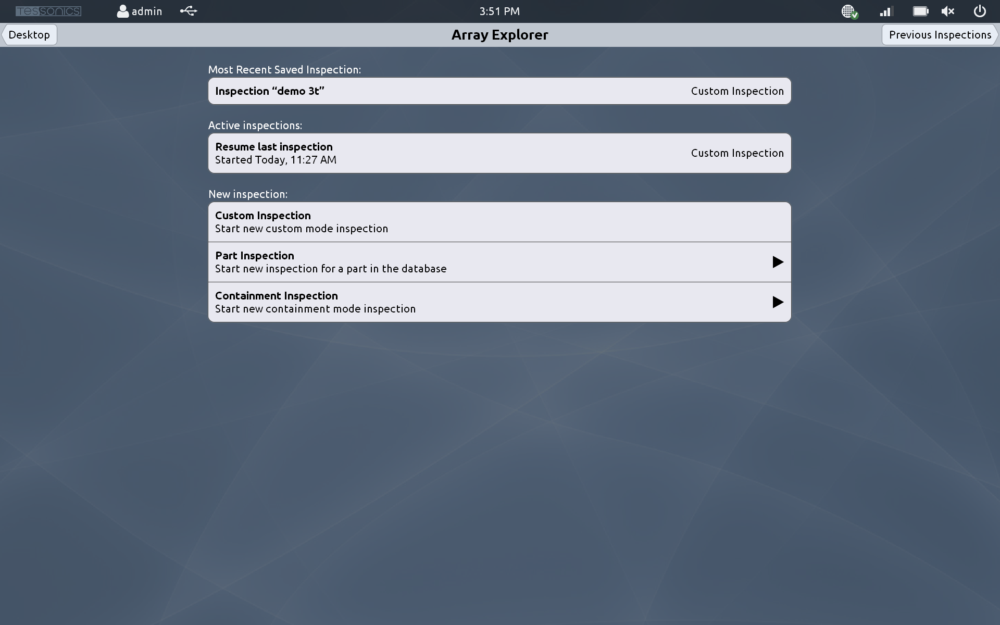 Tessonics
admin
3:51 PM
Desktop
Array Explorer
Previous Inspections
Most Recent Saved Inspection:
Inspection “demo 3t”
Custom Inspection
Active inspections:
Resume last inspection
Started Today, 11:27 AM
Custom Inspection
New inspection:
Custom Inspection
Start new custom mode inspection
Part Inspection
Start new inspection for a part in the database
Containment Inspection
Start new containment mode inspection